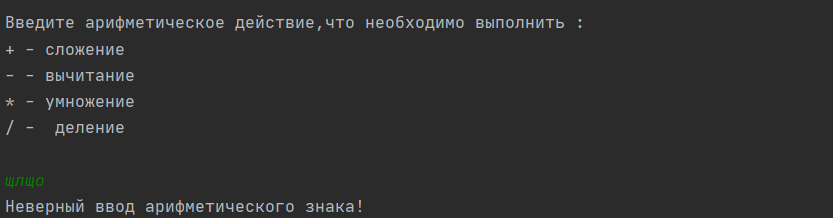 Введите арифметическое действие,что необходимо выполнить :
+ - сложение
- - вычитание
* - умножение
/ -  деление
щлщо
Неверный ввод арифметического знака!